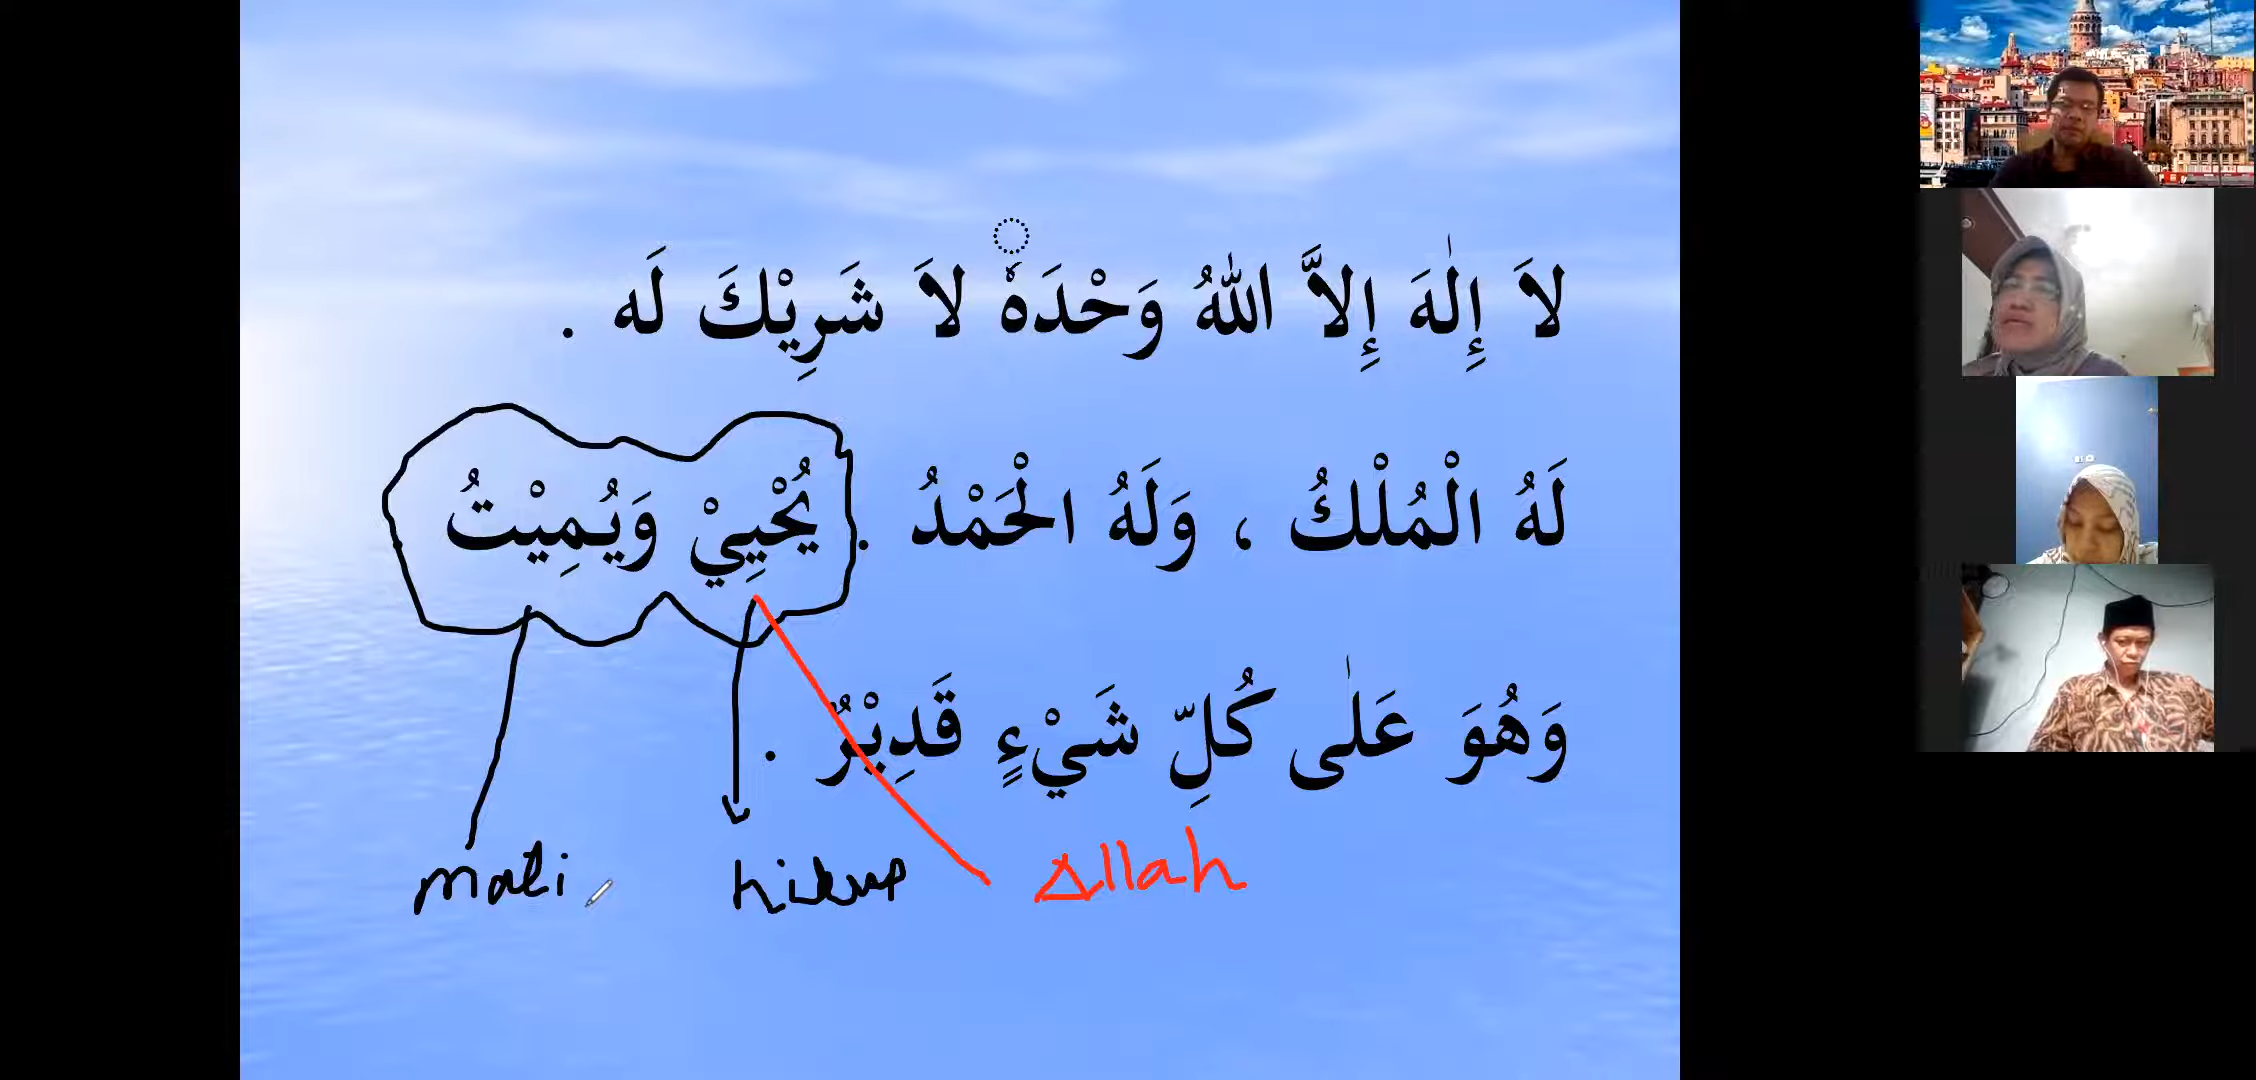 لاَ إِلٰهَ إِلاَّ اللهُ وَحْدَهٗ لاَ شَرِيْكَ لَه .
لَهُ الْمُلْكُ ، وَلَهُ الْحَمْدُ . يُحْيِيْ وَيُمِيْتُ
وَهُوَ عَلٰى كُلِّ شَيْءٍ قَدِيْرٌ .
mati hidup Allah